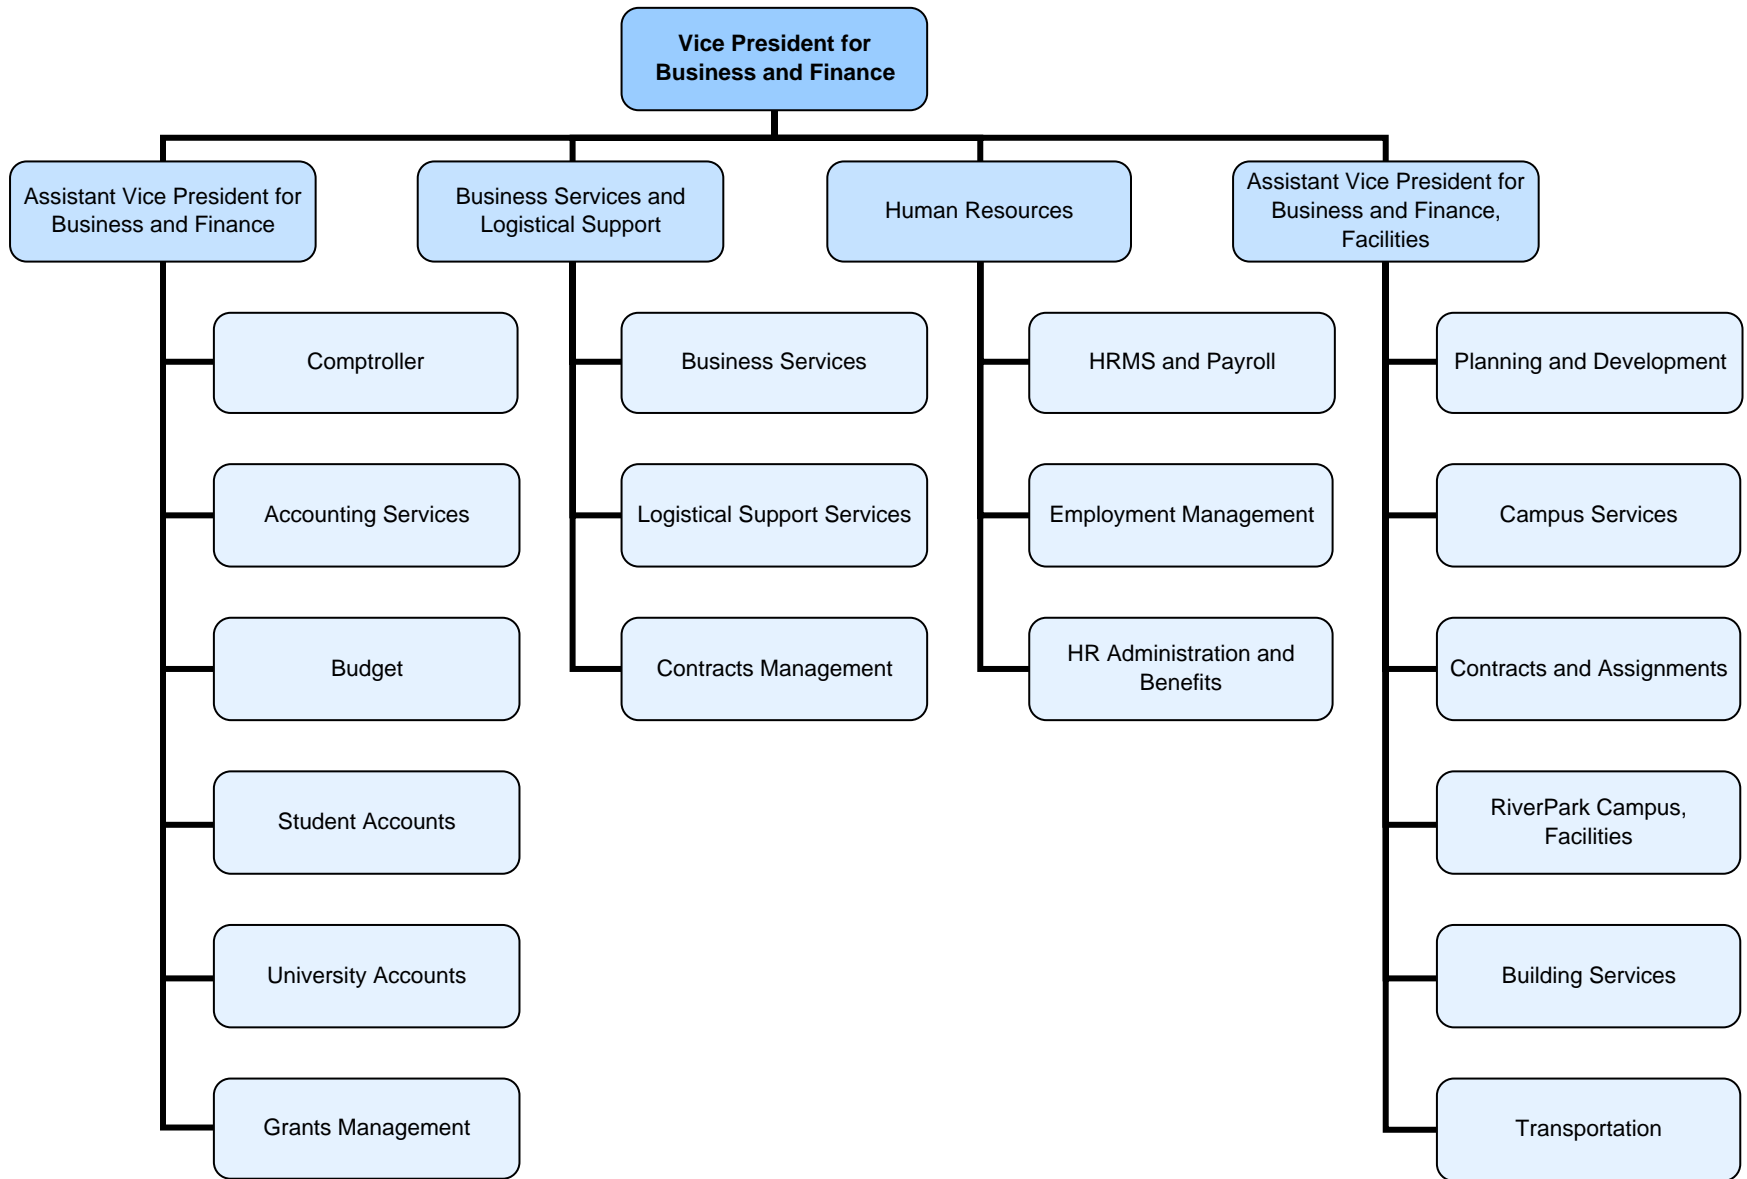 Vice President for
Business and Finance
Assistant Vice President for
Business and Finance
Business Services and
Logistical Support
Human Resources
Assistant Vice President for
Business and Finance,
Facilities
Comptroller
Accounting Services
Budget
Student Accounts
University Accounts
Grants Management
Business Services
Logistical Support Services
Contracts Management
HRMS and Payroll
Employment Management
HR Administration and
Benefits
Planning and Development
Campus Services
Contracts and Assignments
RiverPark Campus,
Facilities
Building Services
Transportation